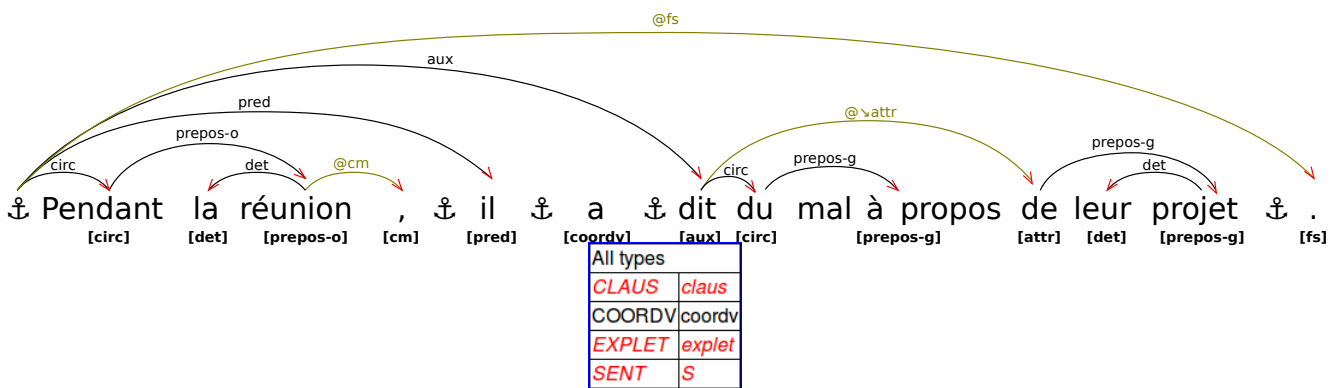 @fs
aux
pred
@↘attr
prepos-o
prepos-g
circ det @cm circ prepos-g det
⚓ Pendant la réunion , ⚓ il ⚓ a ⚓ dit du mal à propos de leur projet ⚓ .
[circ] [det] [prepos-o] [cm] [pred] [coordv] [aux] [circ] [prepos-g] [attr] [det] [prepos-g] [fs]
All types
CLAUS claus
COORDV coordv
EXPLET explet
SENT S